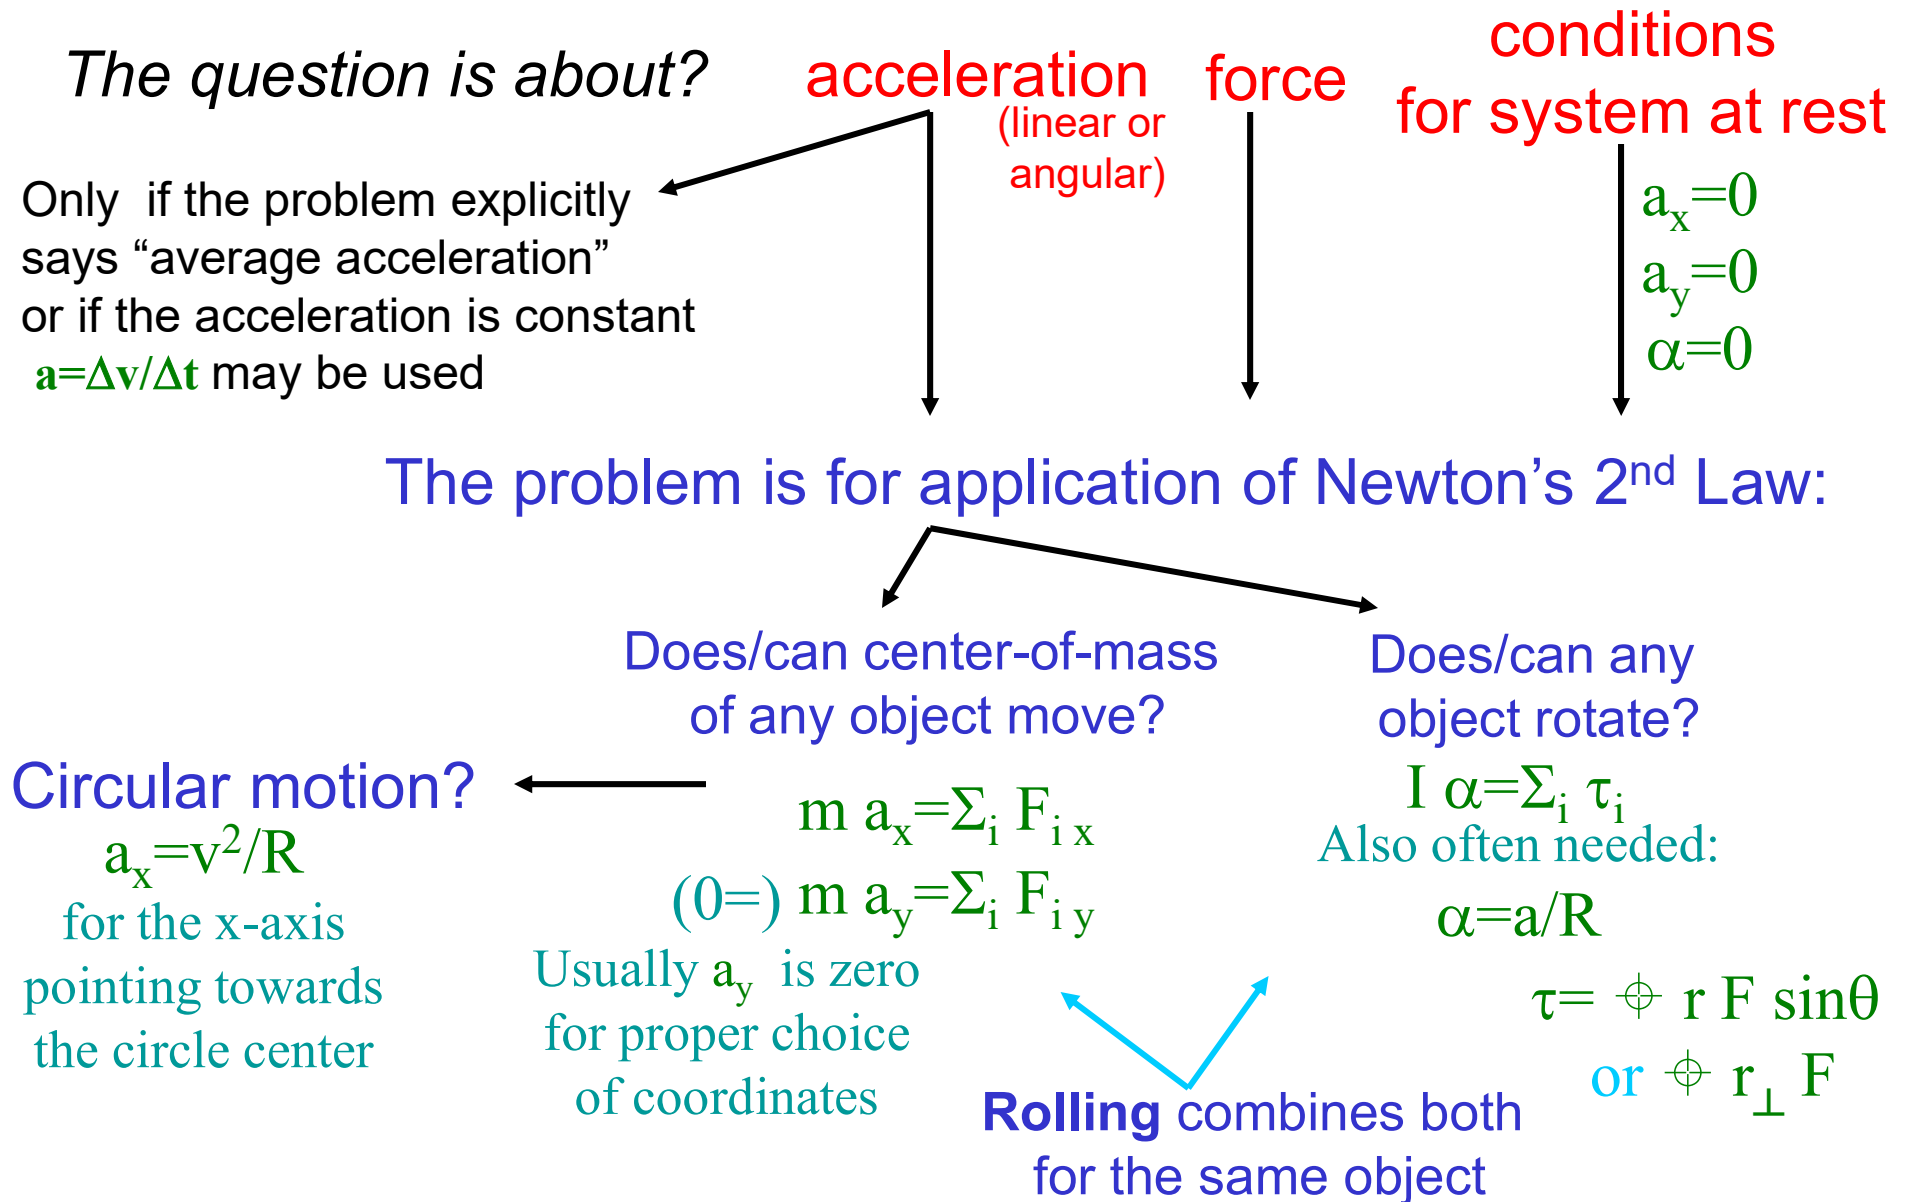 The question is about?
acceleration
(linear or
angular)
force
conditions
for system at rest
Only if the problem explicitly
says “average acceleration”
or if the acceleration is constant
a=Δv/Δt may be used
aₓ=0
a_y=0
α=0
The problem is for application of Newton’s 2ⁿᵈ Law:
Does/can center-of-mass
of any object move?
Does/can any
object rotate?
Circular motion?
aₓ=v²/R
for the x-axis
pointing towards
the circle center
m aₓ=Σᵢ Fᵢ ₓ
(0=) m a_y=Σᵢ F_{i y}
Usually a_y is zero
for proper choice
of coordinates
I α=Σᵢ τᵢ
Also often needed:
α=a/R
τ= ⌖ r F sinθ
or ⌖ r_⊥ F
Rolling combines both
for the same object